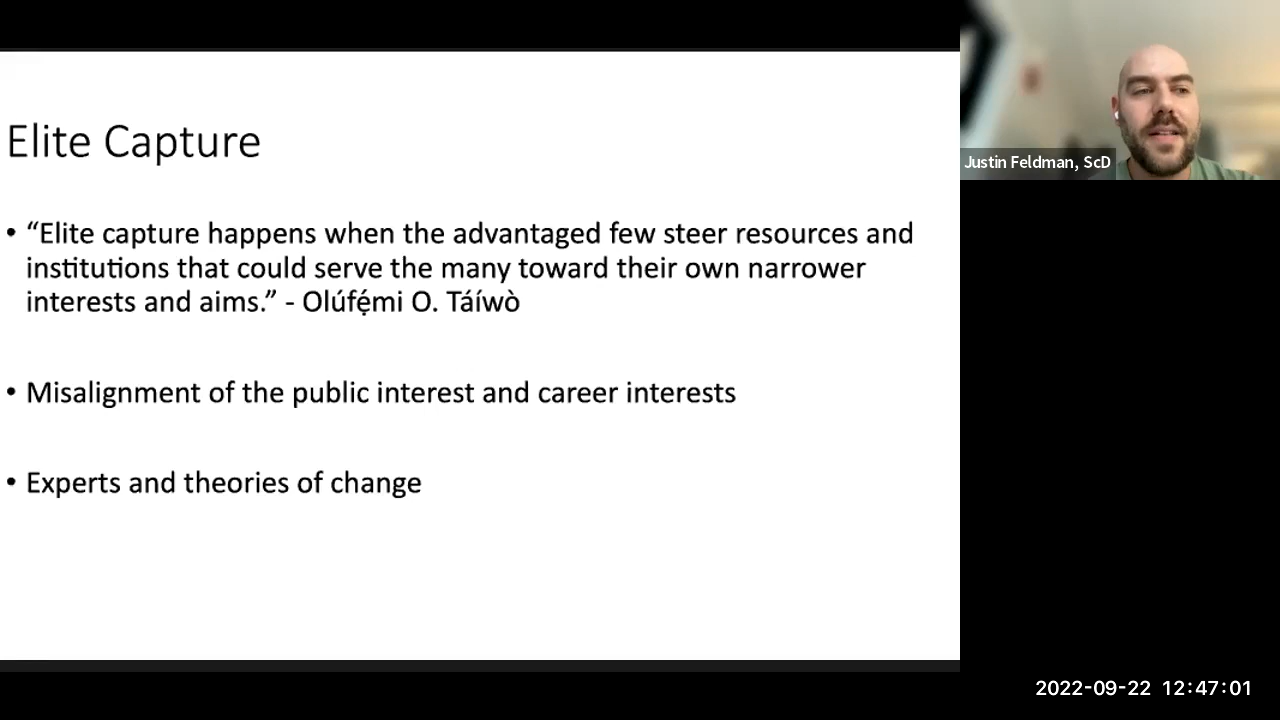 Elite Capture
• “Elite capture happens when the advantaged few steer resources and
institutions that could serve the many toward their own narrower
interests and aims.” - Olúfẹ́mi O. Táíwò
• Misalignment of the public interest and career interests
• Experts and theories of change
Justin Feldman, ScD
2022-09-22 12:47:01